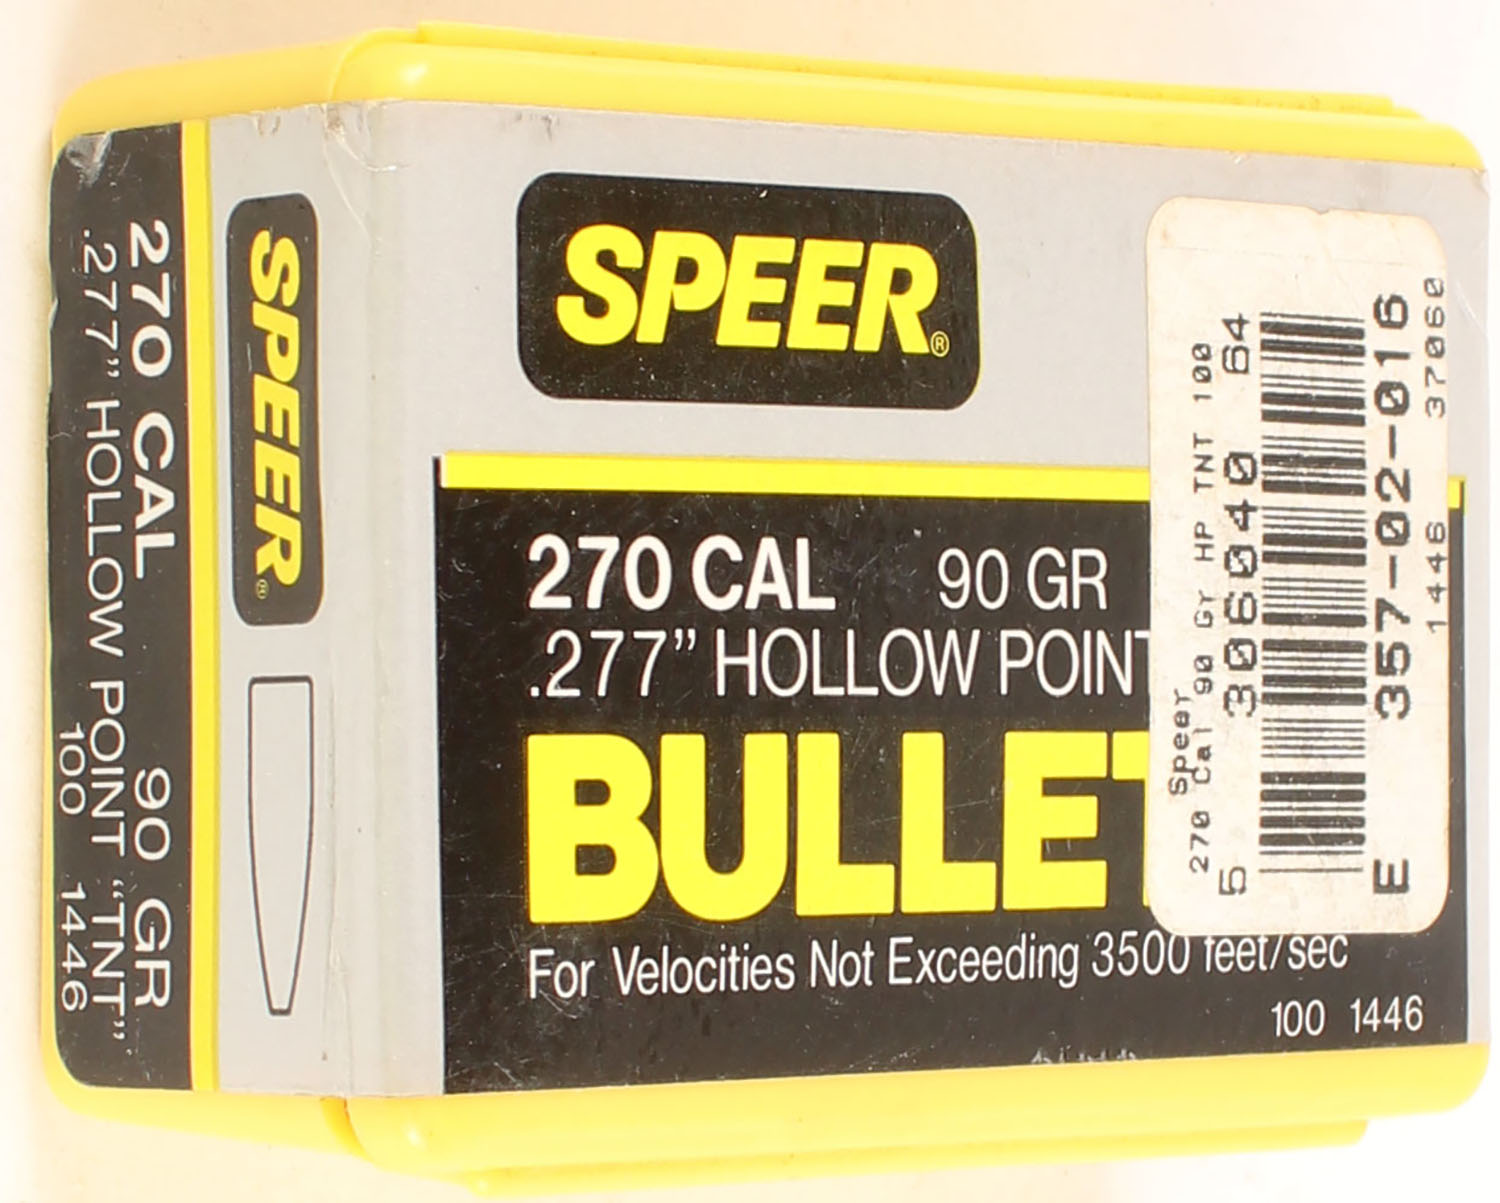 SPEER®
270 CAL 90 GR
.277” HOLLOW POINT
BULLET
For Velocities Not Exceeding 3500 feet/sec
100 1446
SPEER®
270 CAL 90 GR
.277” HOLLOW POINT “TNT”
100 1446
Speer
270 Cal 90 Gy HP TNT 100
5 306040 64
E 357-02-016
1446 37060